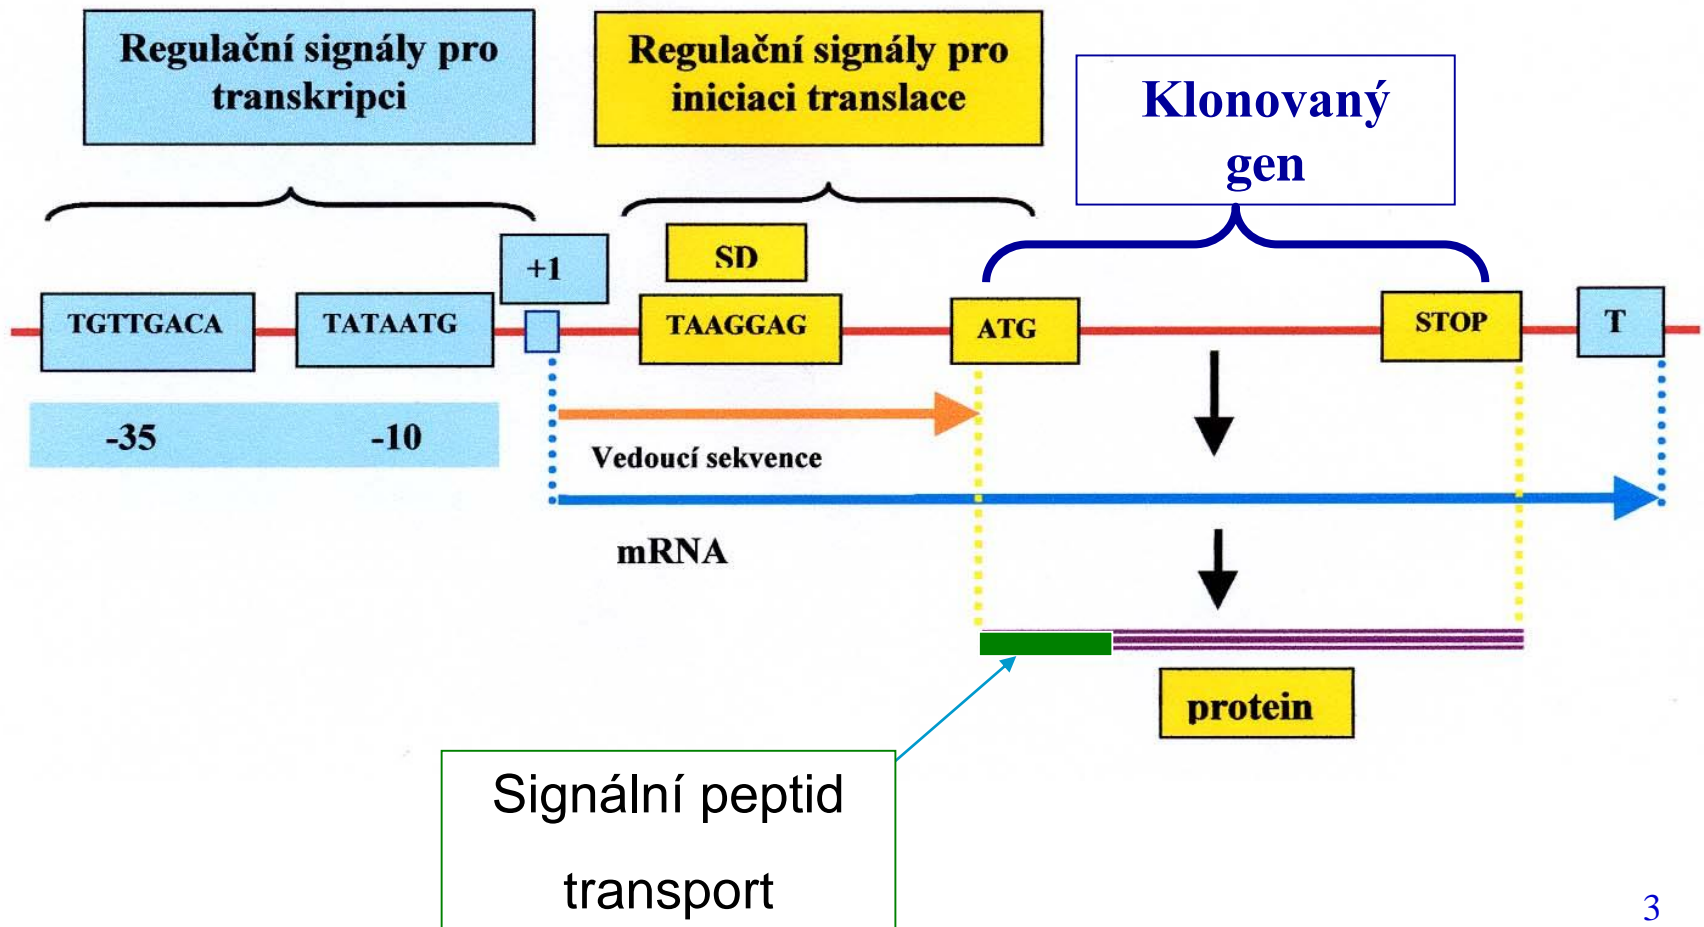 Regulační signály pro
transkripci
Regulační signály pro
iniciaci translace
Klonovaný
gen
+1
SD
TGTTGACA
TATAATG
TAAGGAG
ATG
STOP
T
-35
-10
Vedoucí sekvence
mRNA
protein
Signální peptid
transport
3